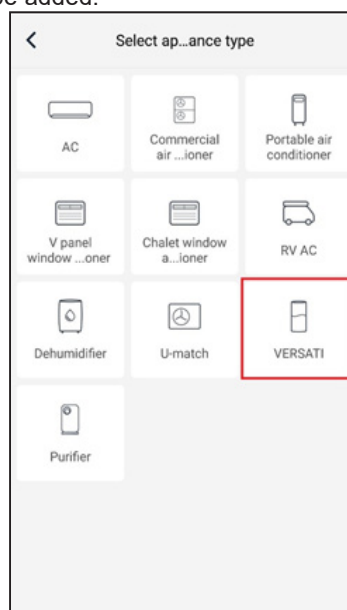 be added.
Select ap...ance type
AC
Commercial
air ...ioner
Portable air
conditioner
V panel
window ...oner
Chalet window
a...ioner
RV AC
Dehumidifier
U-match
VERSATI
Purifier